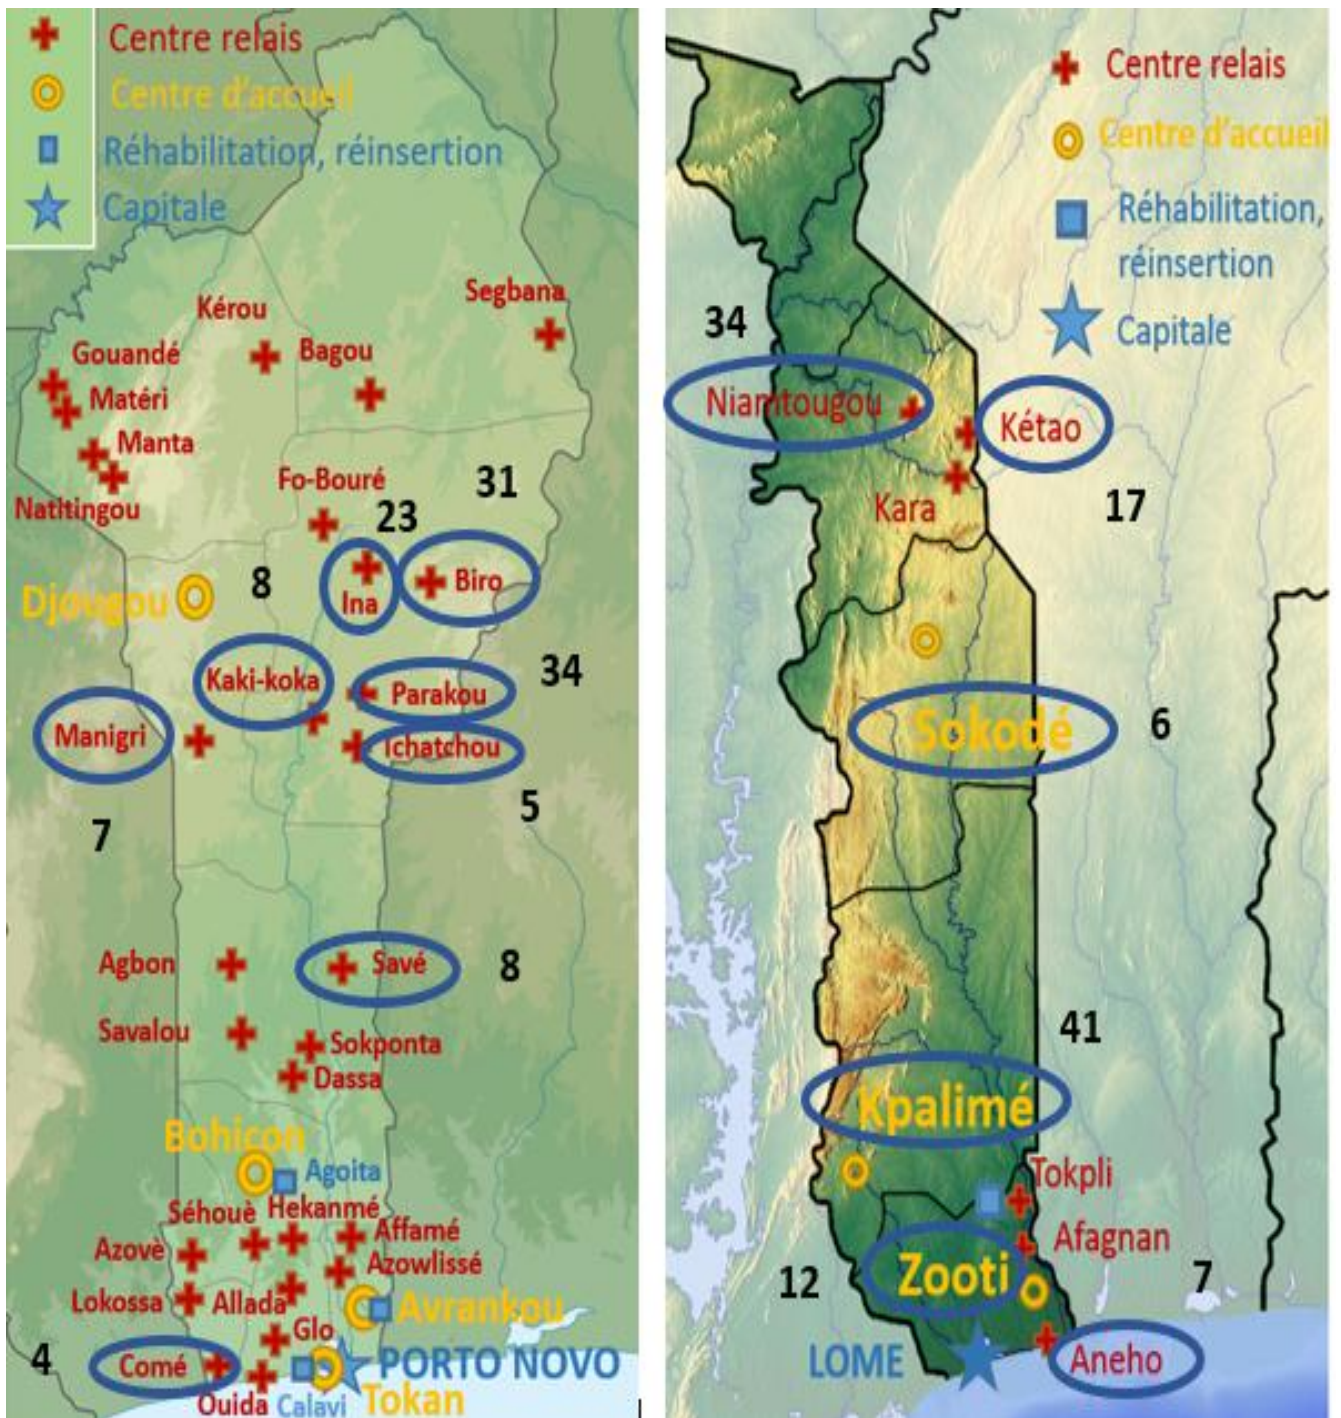 Centre relais
Centre d'accueil
Réhabilitation, réinsertion
Capitale
Segbana
Kérou
Gouandé
Bagou
Matéri
Manta
Natitingou
Fo-Bouré
31
23
8
Ina
Biro
Djougou
34
Kaki-koka
Parakou
Manigri
Ichatchou
5
7
Agbon
Savé
8
Savalou
Sokponta
Dassa
Bohicon
Agoita
Séhouè
Hekanmé
Affamé
Azovè
Azowlissé
Lokossa
Allada
Avrankou
Glo
4
Comé
PORTO NOVO
Ouida
Calavi
Tokan
Centre relais
Centre d'accueil
Réhabilitation,
réinsertion
Capitale
34
Niamtougou
Kétao
Kara
17
Sokodé
6
41
Kpalimé
Tokpli
Afagnan
Zooti
12
7
LOME
Aneho